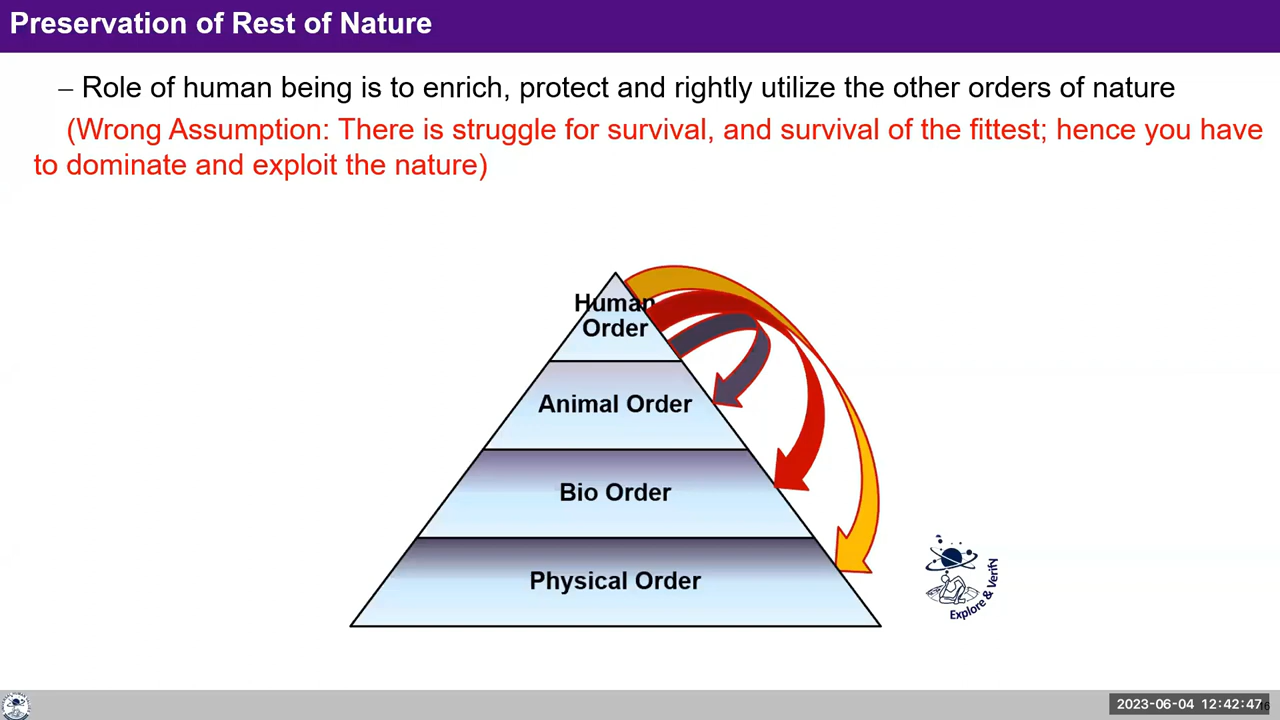 Preservation of Rest of Nature
– Role of human being is to enrich, protect and rightly utilize the other orders of nature
(Wrong Assumption: There is struggle for survival, and survival of the fittest; hence you have
to dominate and exploit the nature)
Human
Order
Animal Order
Bio Order
Physical Order
Explore & Verify
2023-06-04 12:42:47